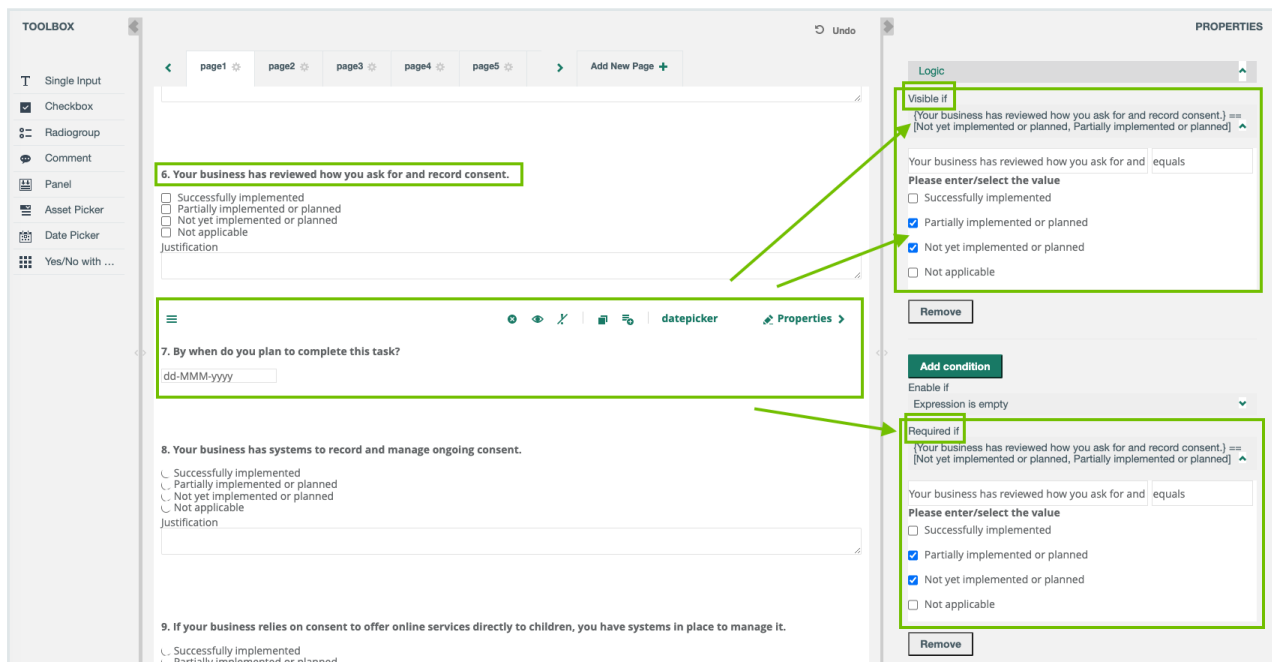 TOOLBOX
Single Input
Checkbox
Radiogroup
Comment
Panel
Asset Picker
Date Picker
Yes/No with ...
Undo
page1
page2
page3
page4
page5
Add New Page
6. Your business has reviewed how you ask for and record consent.
Successfully implemented
Partially implemented or planned
Not yet implemented or planned
Not applicable
Justification
datepicker
Properties
7. By when do you plan to complete this task?
dd-MMM-yyyy
8. Your business has systems to record and manage ongoing consent.
Successfully implemented
Partially implemented or planned
Not yet implemented or planned
Not applicable
Justification
9. If your business relies on consent to offer online services directly to children, you have systems in place to manage it.
Successfully implemented
Partially implemented or planned
PROPERTIES
Logic
Visible if
{Your business has reviewed how you ask for and record consent.} ==
[Not yet implemented or planned, Partially implemented or planned]
Your business has reviewed how you ask for and
equals
Please enter/select the value
Successfully implemented
Partially implemented or planned
Not yet implemented or planned
Not applicable
Remove
Add condition
Enable if
Expression is empty
Required if
{Your business has reviewed how you ask for and record consent.} ==
[Not yet implemented or planned, Partially implemented or planned]
Your business has reviewed how you ask for and
equals
Please enter/select the value
Successfully implemented
Partially implemented or planned
Not yet implemented or planned
Not applicable
Remove